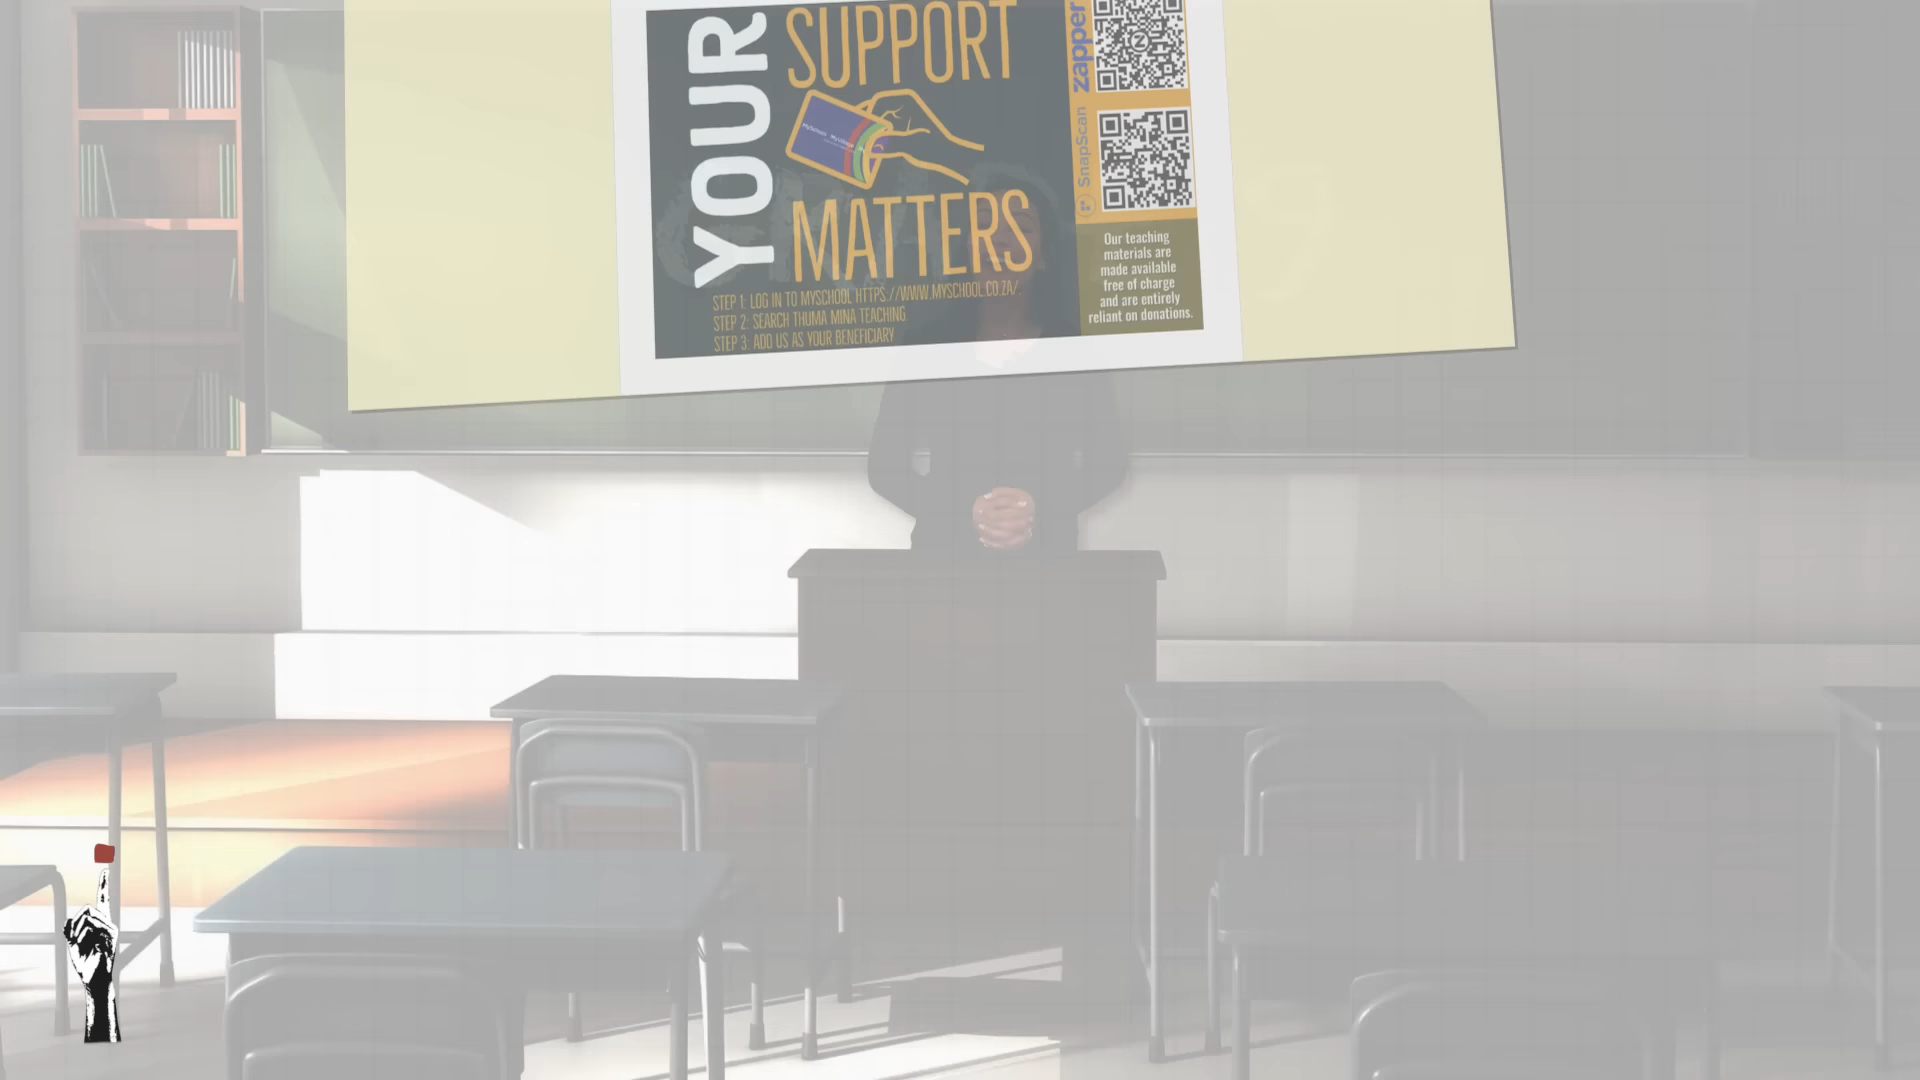 YOUR
SUPPORT
MATTERS
STEP 1: LOG IN TO MYSCHOOL HTTPS://WWW.MYSCHOOL.CO.ZA/.
STEP 2: SEARCH THUMA MINA TEACHING
STEP 3: ADD US AS YOUR BENEFICIARY
zapper
SnapScan
Our teaching
materials are
made available
free of charge
and are entirely
reliant on donations.